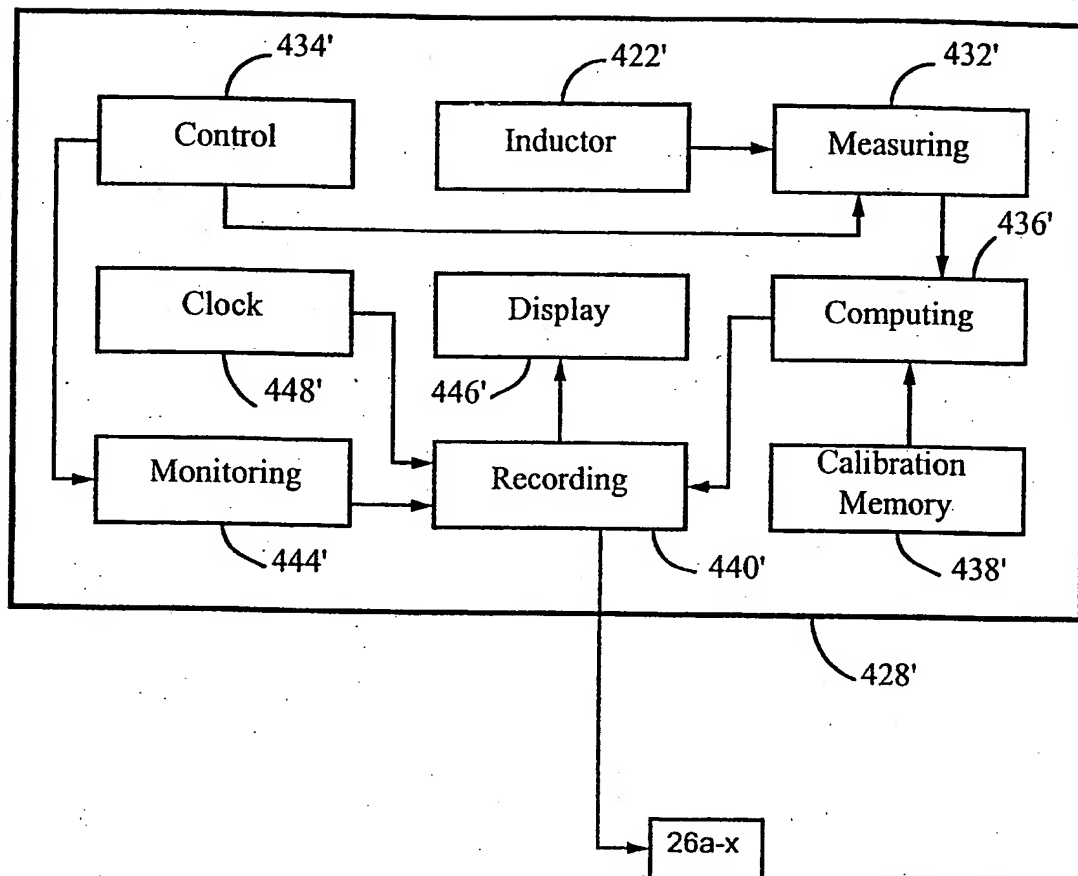 434'
422'
432'
Control
Inductor
Measuring
436'
Clock
Display
Computing
448'
446'
Monitoring
Recording
Calibration
Memory
444'
440'
438'
428'
26a-x